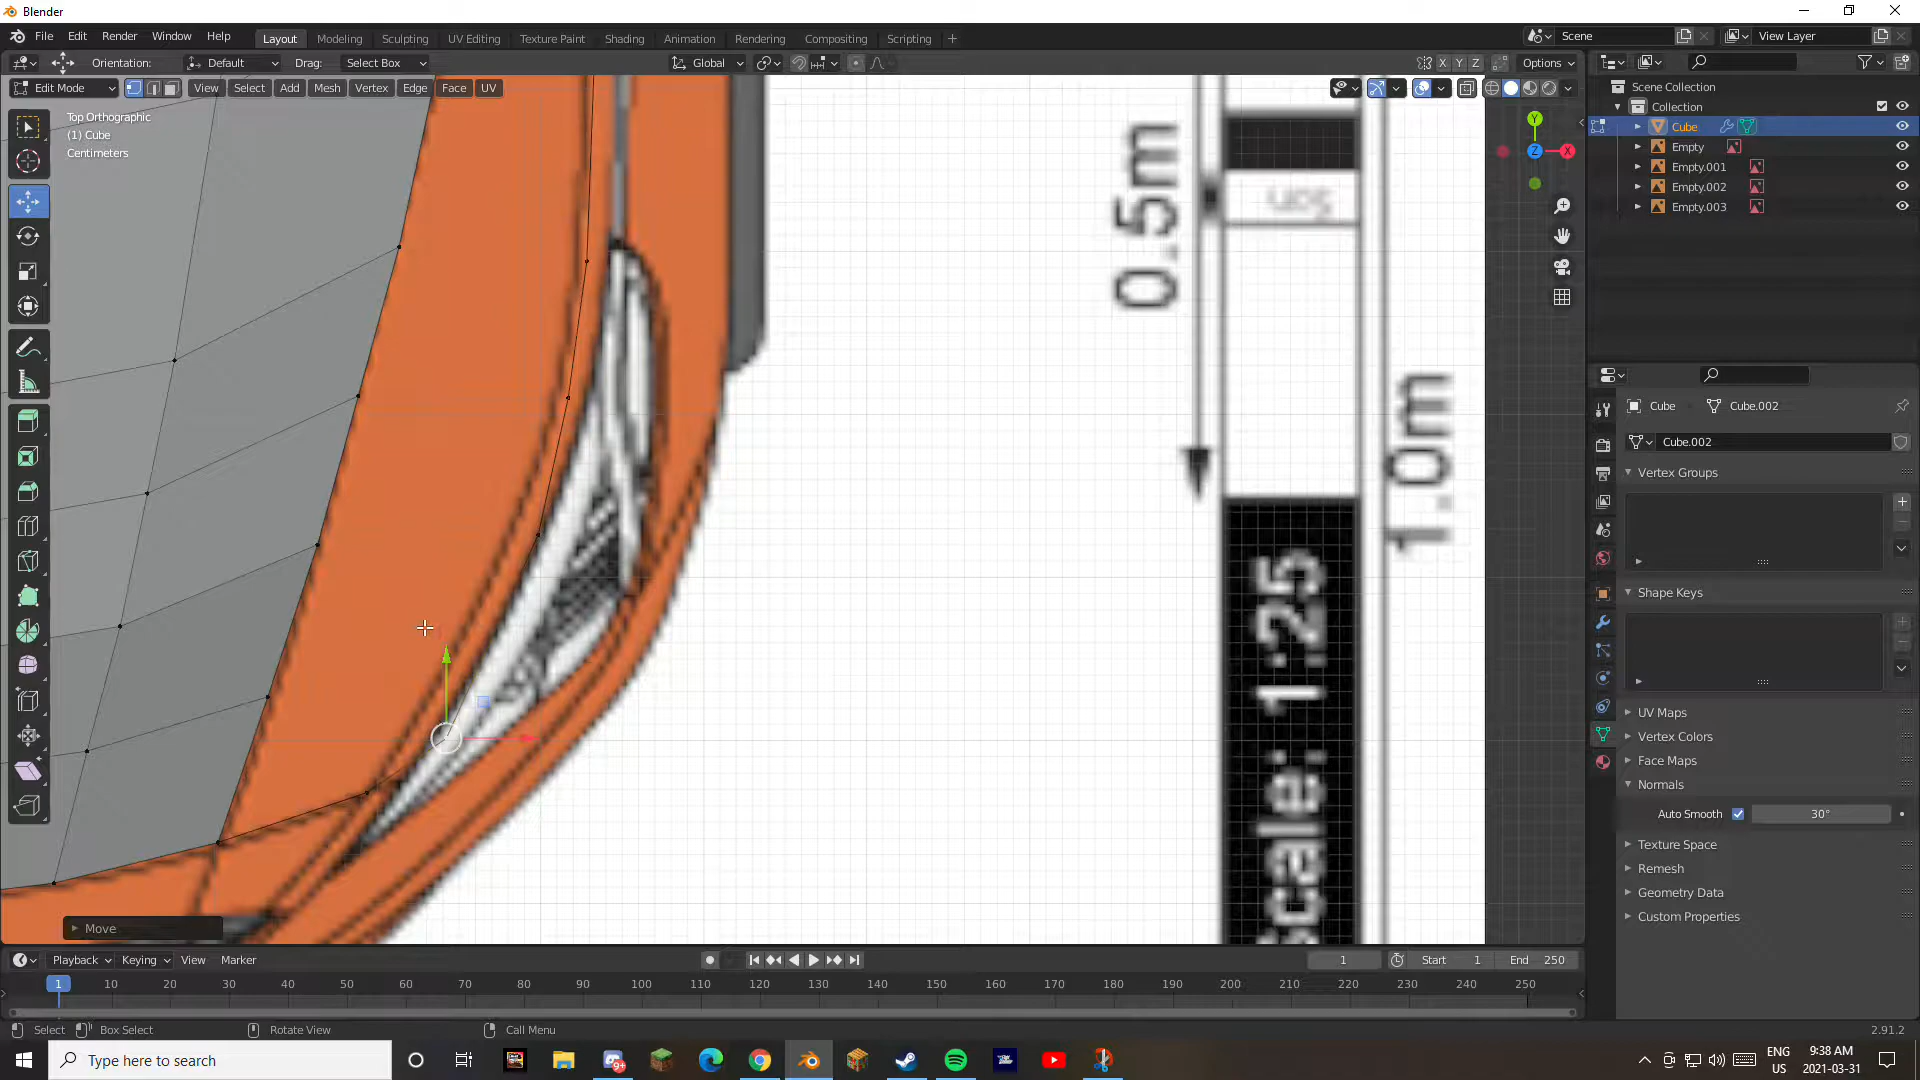 Blender
File Edit Render Window Help Layout Modeling Sculpting UV Editing Texture Paint Shading Animation Rendering Compositing Scripting Scene View Layer
Orientation: Default Drag: Select Box Global X Y Z Options
Edit Mode View Select Add Mesh Vertex Edge Face UV
Top Orthographic
(1) Cube
Centimeters
Y
X
Z
0.5m
1.0m
scale: 1:25
Move
Scene Collection
Collection
Cube
Empty
Empty.001
Empty.002
Empty.003
Cube Cube.002
Cube.002
Vertex Groups
Shape Keys
UV Maps
Vertex Colors
Face Maps
Normals
Auto Smooth 30°
Texture Space
Remesh
Geometry Data
Custom Properties
Playback Keying View Marker 1 Start 1 End 250
1 10 20 30 40 50 60 70 80 90 100 110 120 130 140 150 160 170 180 190 200 210 220 230 240 250
Select Box Select Rotate View Call Menu 2.91.2
Type here to search
ENG
US
9:38 AM
2021-03-31